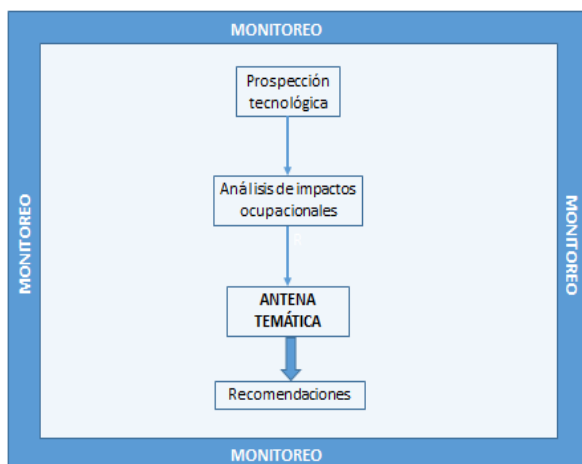 MONITOREO
Prospección
tecnológica
Análisis de impactos
ocupacionales
MONITOREO
MONITOREO
ANTENA
TEMÁTICA
Recomendaciones
MONITOREO